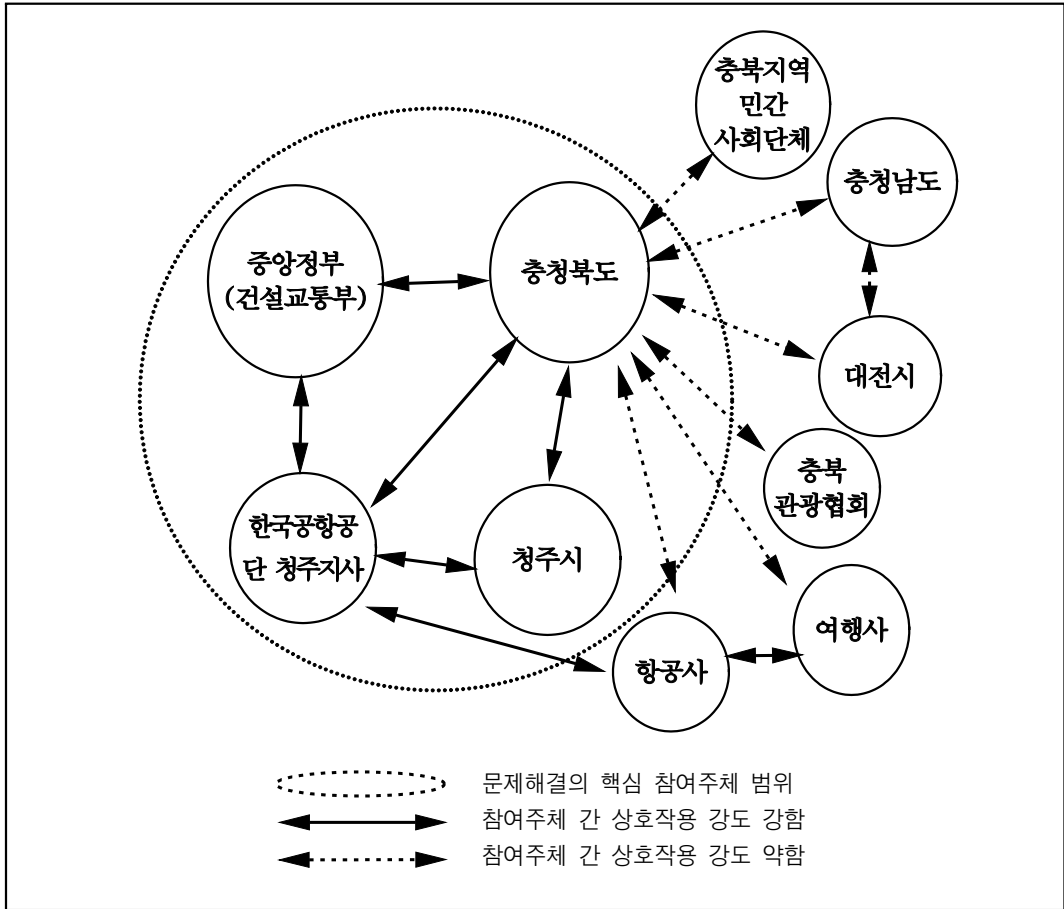 충북지역
민간
사회단체
충청남도
중앙정부
(건설교통부)
충청북도
대전시
충북
관광협회
한국공항공
단 청주지사
청주시
여행사
항공사
문제해결의 핵심 참여주체 범위
참여주체 간 상호작용 강도 강함
참여주체 간 상호작용 강도 약함